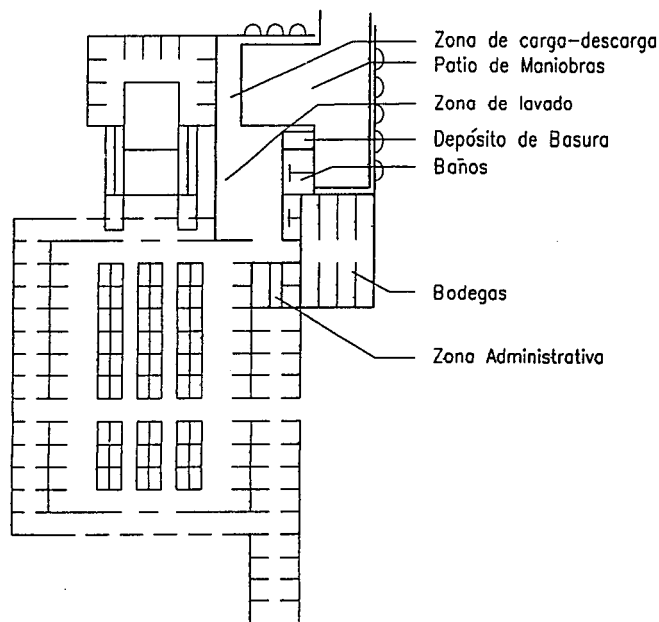 Zona de carga-descarga
Patio de Maniobras
Zona de lavado
Depósito de Basura
Baños
Bodegas
Zona Administrativa